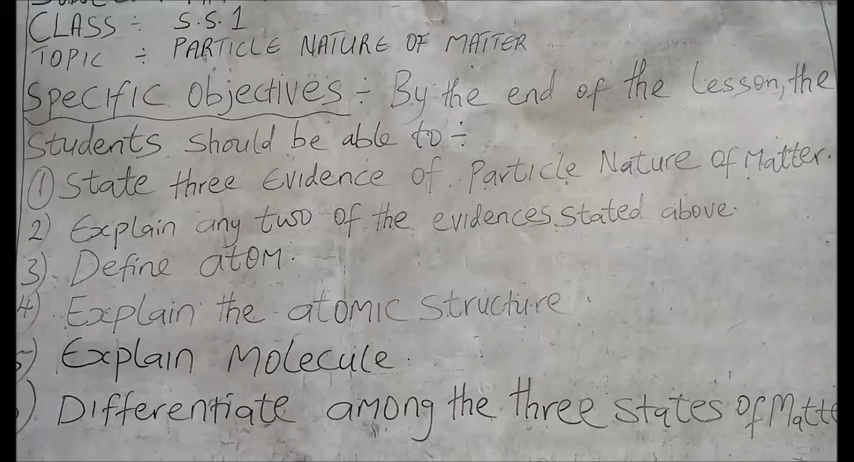 CLASS ÷ S.S.1
TOPIC ÷ PARTICLE NATURE OF MATTER
Specific Objectives ÷ By the end of the Lesson, the
Students should be able to ÷
① State three Evidence of Particle Nature of Matter.
2) Explain any two of the evidences stated above.
3) Define atom.
4) Explain the atomic structure.
5) Explain Molecule.
) Differentiate among the three states of Matte